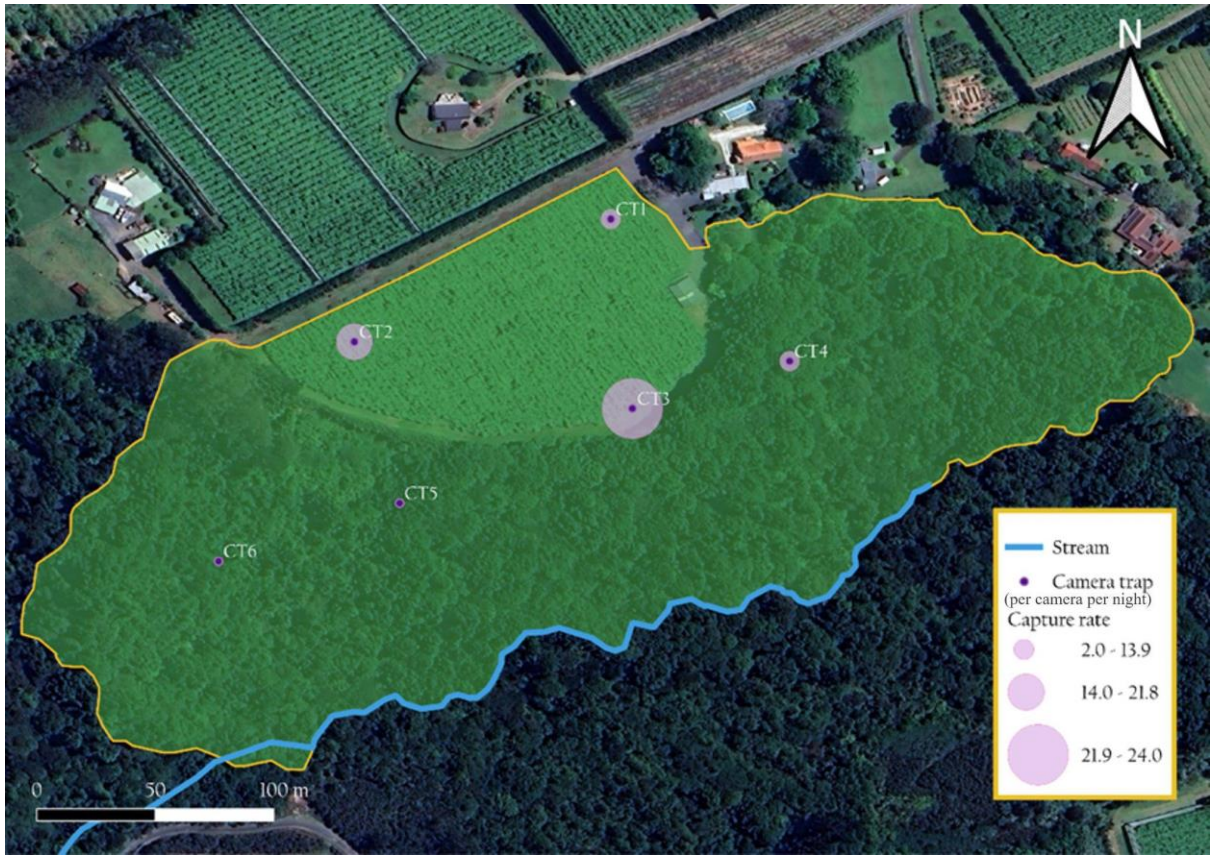 N
CT1
CT2
CT4
CT3
CT5
CT6
Stream
Camera trap
(per camera per night)
Capture rate
2.0 - 13.9
14.0 - 21.8
21.9 - 24.0
0 50 100 m